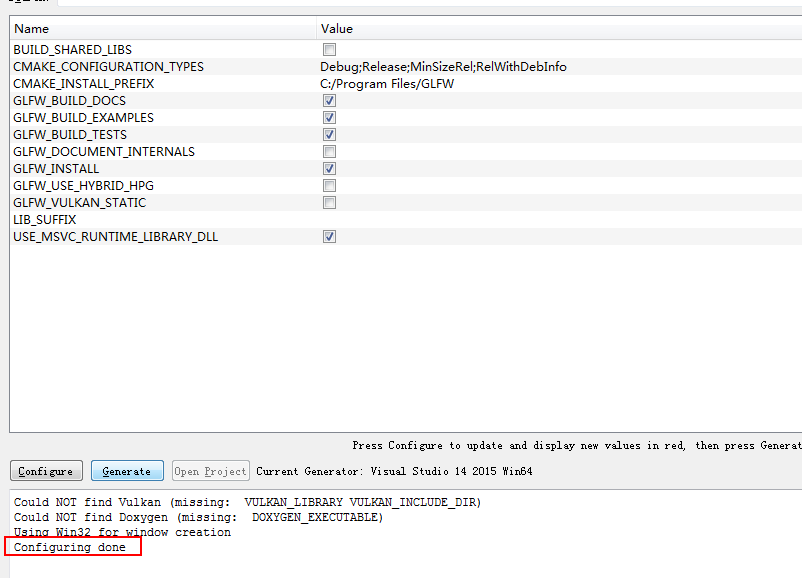 Name Value
BUILD_SHARED_LIBS
CMAKE_CONFIGURATION_TYPES Debug;Release;MinSizeRel;RelWithDebInfo
CMAKE_INSTALL_PREFIX C:/Program Files/GLFW
GLFW_BUILD_DOCS
GLFW_BUILD_EXAMPLES
GLFW_BUILD_TESTS
GLFW_DOCUMENT_INTERNALS
GLFW_INSTALL
GLFW_USE_HYBRID_HPG
GLFW_VULKAN_STATIC
LIB_SUFFIX
USE_MSVC_RUNTIME_LIBRARY_DLL
Press Configure to update and display new values in red, then press Generat
Configure Generate Open Project Current Generator: Visual Studio 14 2015 Win64
Could NOT find Vulkan (missing:  VULKAN_LIBRARY VULKAN_INCLUDE_DIR)
Could NOT find Doxygen (missing:  DOXYGEN_EXECUTABLE)
Using Win32 for window creation
Configuring done